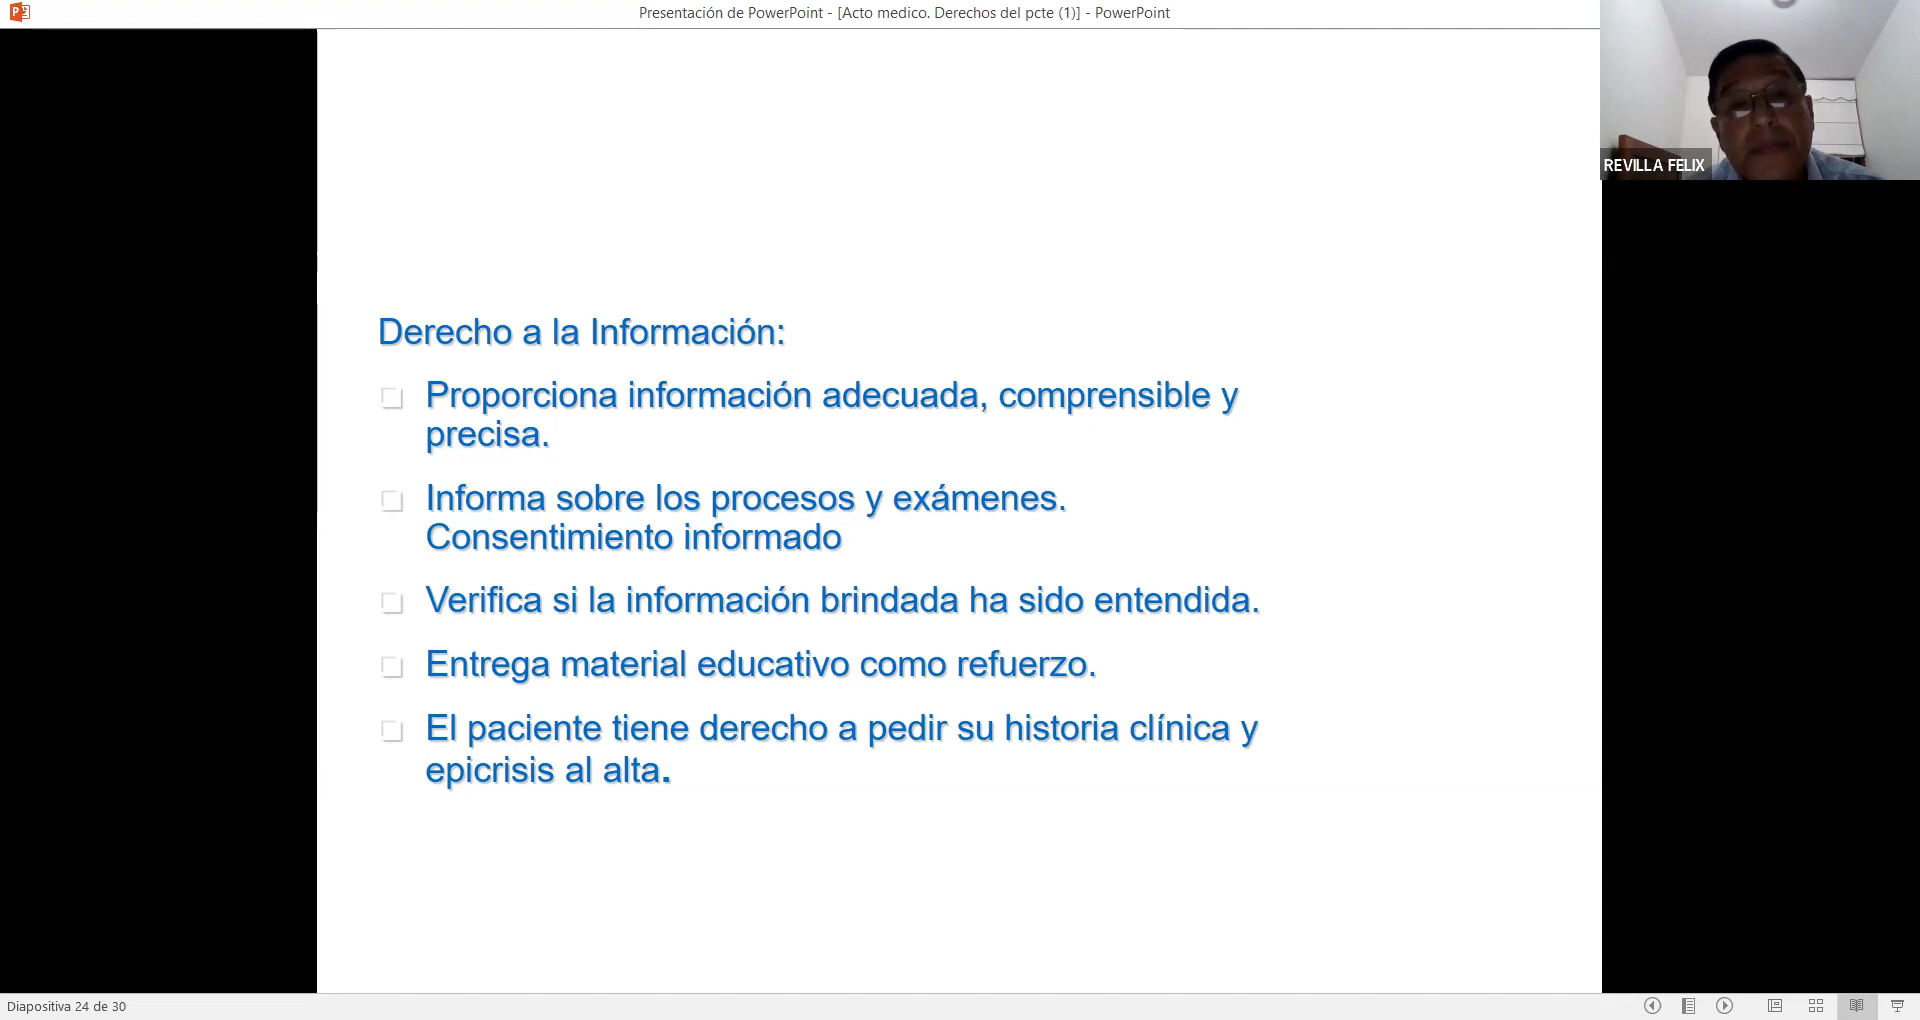 Presentación de PowerPoint - [Acto medico. Derechos del pcte (1)] - PowerPoint
REVILLA FELIX
Derecho a la Información:
Proporciona información adecuada, comprensible y
precisa.
Informa sobre los procesos y exámenes.
Consentimiento informado
Verifica si la información brindada ha sido entendida.
Entrega material educativo como refuerzo.
El paciente tiene derecho a pedir su historia clínica y
epicrisis al alta.
Diapositiva 24 de 30